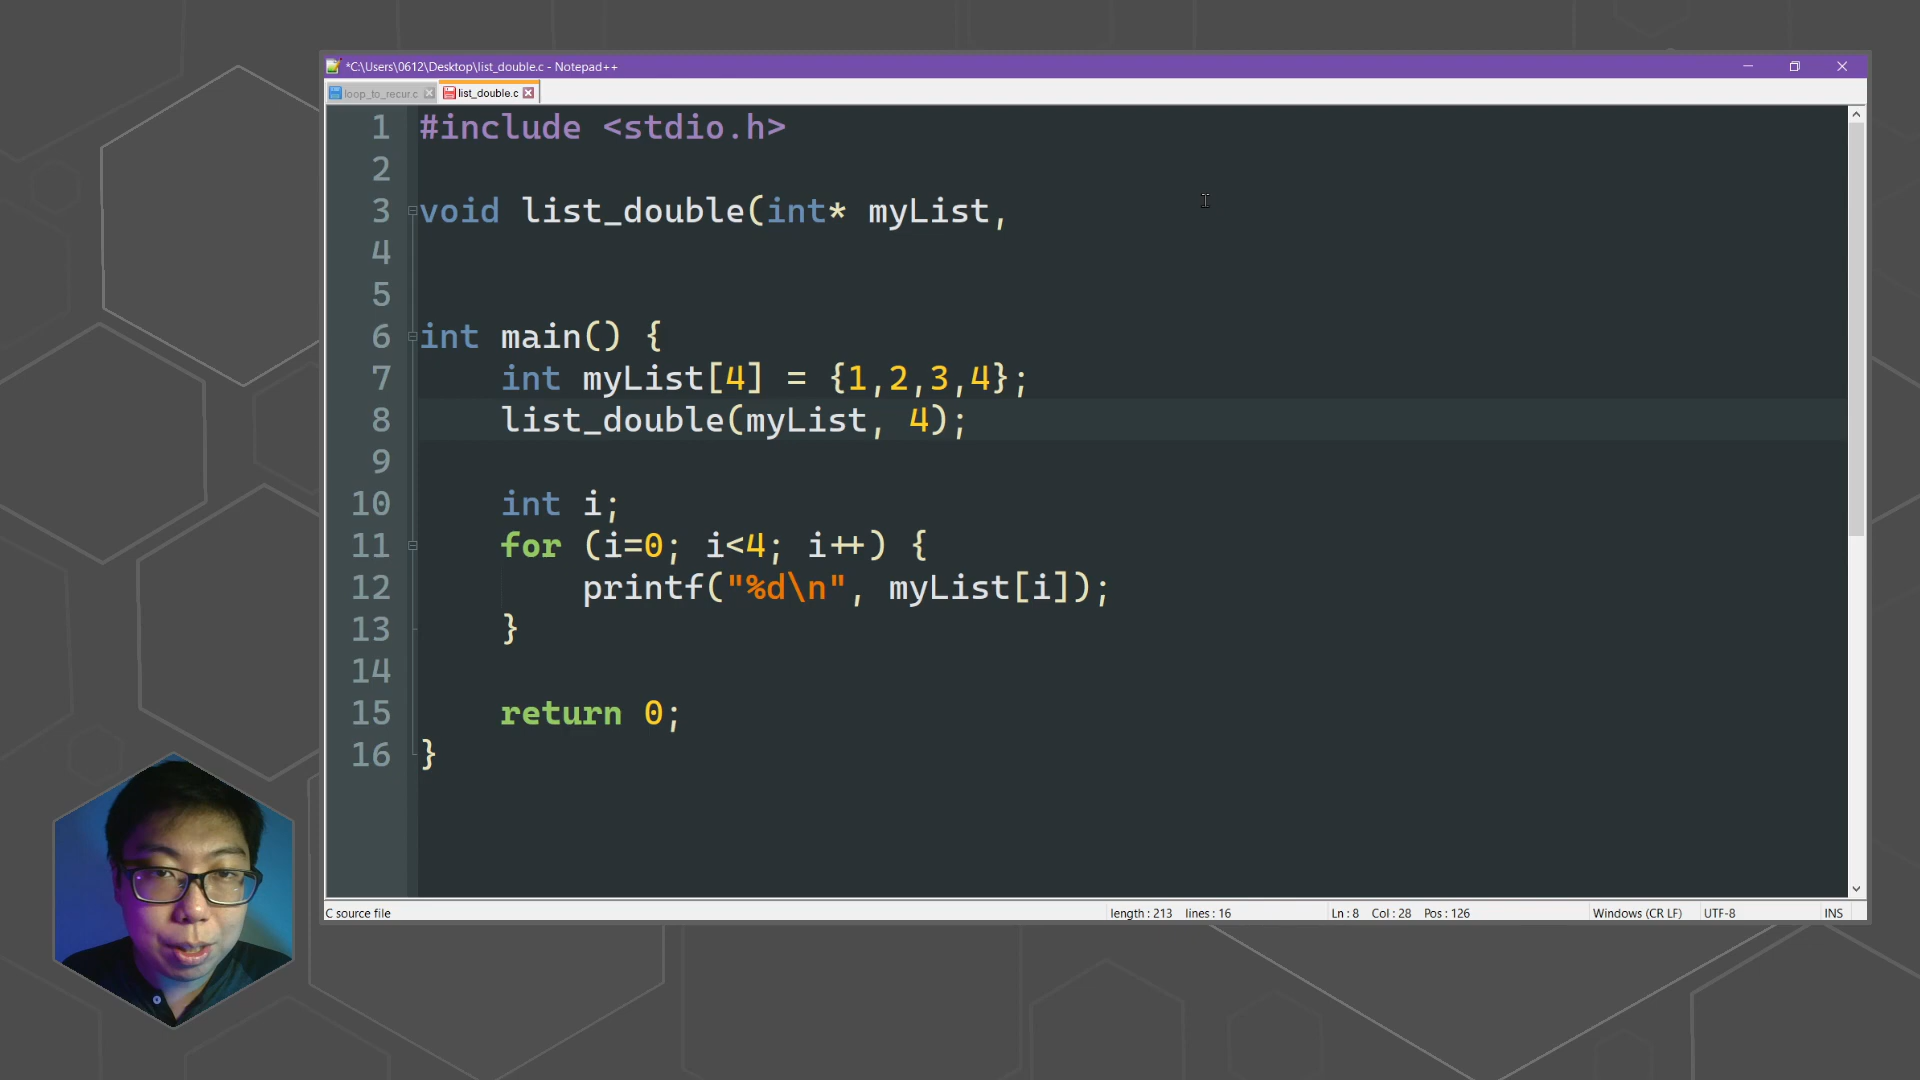 *C:\Users\0612\Desktop\list_double.c - Notepad++
loop_to_recur.c list_double.c
1 #include <stdio.h>
2
3 void list_double(int* myList,
4
5
6 int main() {
7 int myList[4] = {1,2,3,4};
8 list_double(myList, 4);
9
10 int i;
11 for (i=0; i<4; i++) {
12 printf("%d\n", myList[i]);
13 }
14
15 return 0;
16 }
C source file length : 213 lines : 16 Ln : 8 Col : 28 Pos : 126 Windows (CR LF) UTF-8 INS